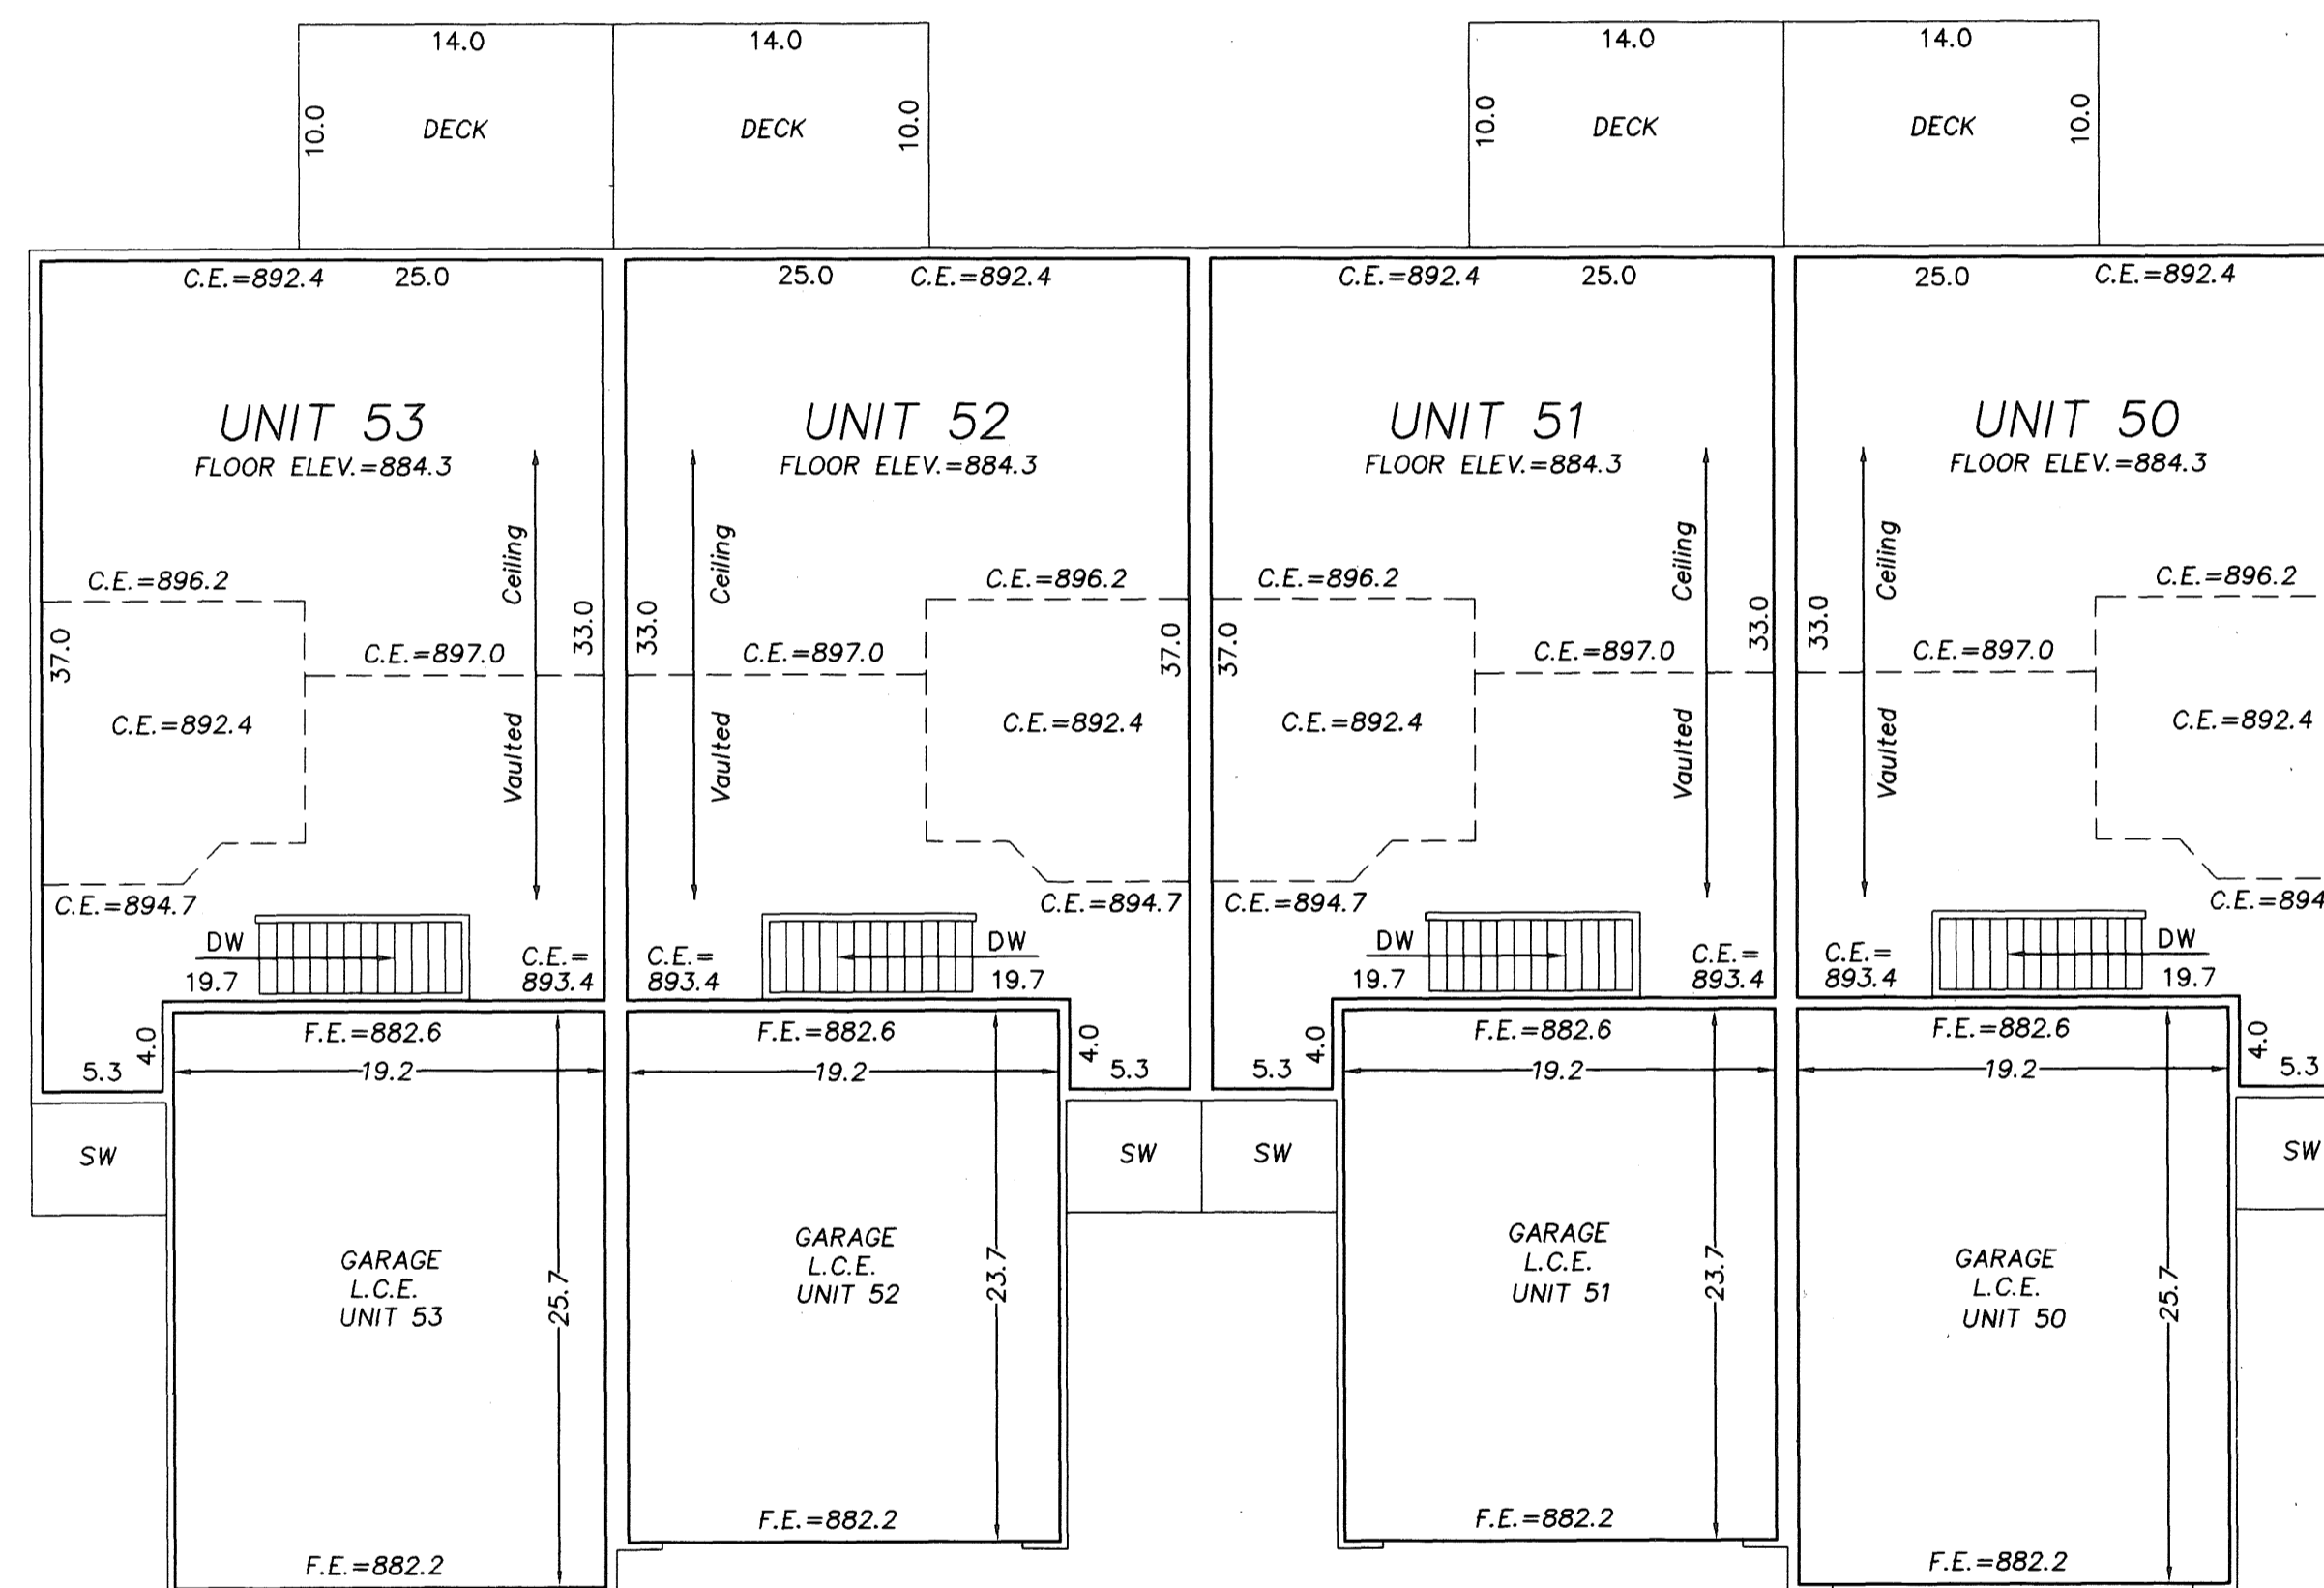 14.0
14.0
14.0
14.0
10.0
DECK
DECK
10.0
10.0
DECK
DECK
10.0
C.E.=892.4 25.0
25.0 C.E.=892.4
C.E.=892.4 25.0
25.0 C.E.=892.4
UNIT 53
FLOOR ELEV.=884.3
UNIT 52
FLOOR ELEV.=884.3
UNIT 51
FLOOR ELEV.=884.3
UNIT 50
FLOOR ELEV.=884.3
Ceiling
Ceiling
Ceiling
Ceiling
C.E.=896.2
C.E.=896.2
C.E.=896.2
C.E.=896.2
37.0
C.E.=897.0
33.0
33.0
C.E.=897.0
37.0
37.0
C.E.=897.0
33.0
33.0
C.E.=897.0
C.E.=892.4
Vaulted
Vaulted
C.E.=892.4
C.E.=892.4
Vaulted
Vaulted
C.E.=892.4
C.E.=894.7
C.E.=894.7
C.E.=894.7
C.E.=894
DW
19.7
C.E.=
893.4
C.E.=
893.4
DW
19.7
DW
19.7
C.E.=
893.4
C.E.=
893.4
DW
19.7
4.0
5.3
F.E.=882.6
19.2
F.E.=882.6
19.2
4.0
5.3
5.3
4.0
F.E.=882.6
19.2
F.E.=882.6
19.2
4.0
5.3
SW
SW
SW
SW
GARAGE
L.C.E.
UNIT 53
25.7
GARAGE
L.C.E.
UNIT 52
23.7
GARAGE
L.C.E.
UNIT 51
23.7
GARAGE
L.C.E.
UNIT 50
25.7
F.E.=882.2
F.E.=882.2
F.E.=882.2
F.E.=882.2